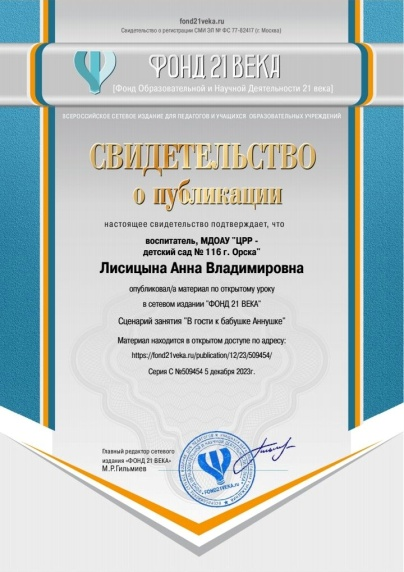 fond21veka.ru
Свидетельство о регистрации СМИ ЭЛ № ФС 77-82417 (г. Москва)
ФОНД 21 ВЕКА
[Фонд Образовательной и Научной Деятельности 21 века]
ВСЕРОССИЙСКОЕ СЕТЕВОЕ ИЗДАНИЕ ДЛЯ ПЕДАГОГОВ И УЧАЩИХСЯ ОБРАЗОВАТЕЛЬНЫХ УЧРЕЖДЕНИЙ
СВИДЕТЕЛЬСТВО
о публикации
настоящее свидетельство подтверждает, что
воспитатель, МДОАУ "ЦРР -
детский сад № 116 г. Орска"
Лисицына Анна Владимировна
опубликовал/а материал по открытому уроку
в сетевом издании "ФОНД 21 ВЕКА"
Сценарий занятия "В гости к бабушке Аннушке"
Материал находится в открытом доступе по адресу:
https://fond21veka.ru/publication/12/23/509454/
Серия С №509454 5 декабря 2023г.
Главный редактор сетевого
издания «ФОНД 21 ВЕКА»
М.Р.Гильмиев
FOND21VEKA.RU